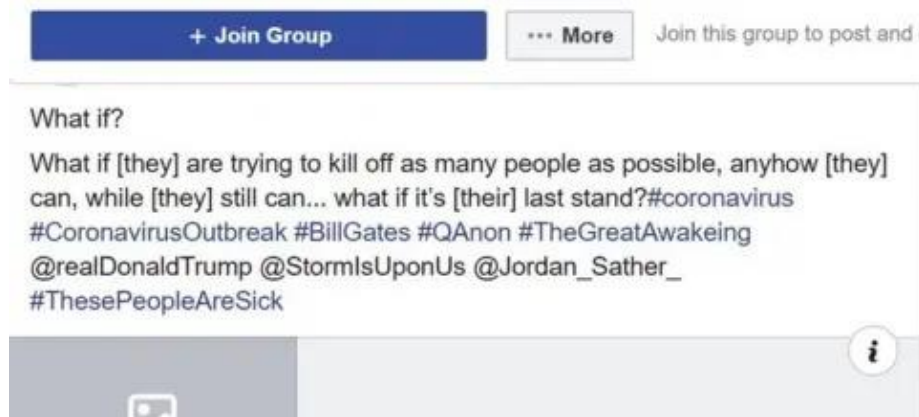 + Join Group
••• More
Join this group to post and
What if?
What if [they] are trying to kill off as many people as possible, anyhow [they]
can, while [they] still can... what if it's [their] last stand?#coronavirus
#CoronavirusOutbreak #BillGates #QAnon #TheGreatAwakeing
@realDonaldTrump @StormIsUponUs @Jordan_Sather_
#ThesePeopleAreSick
i